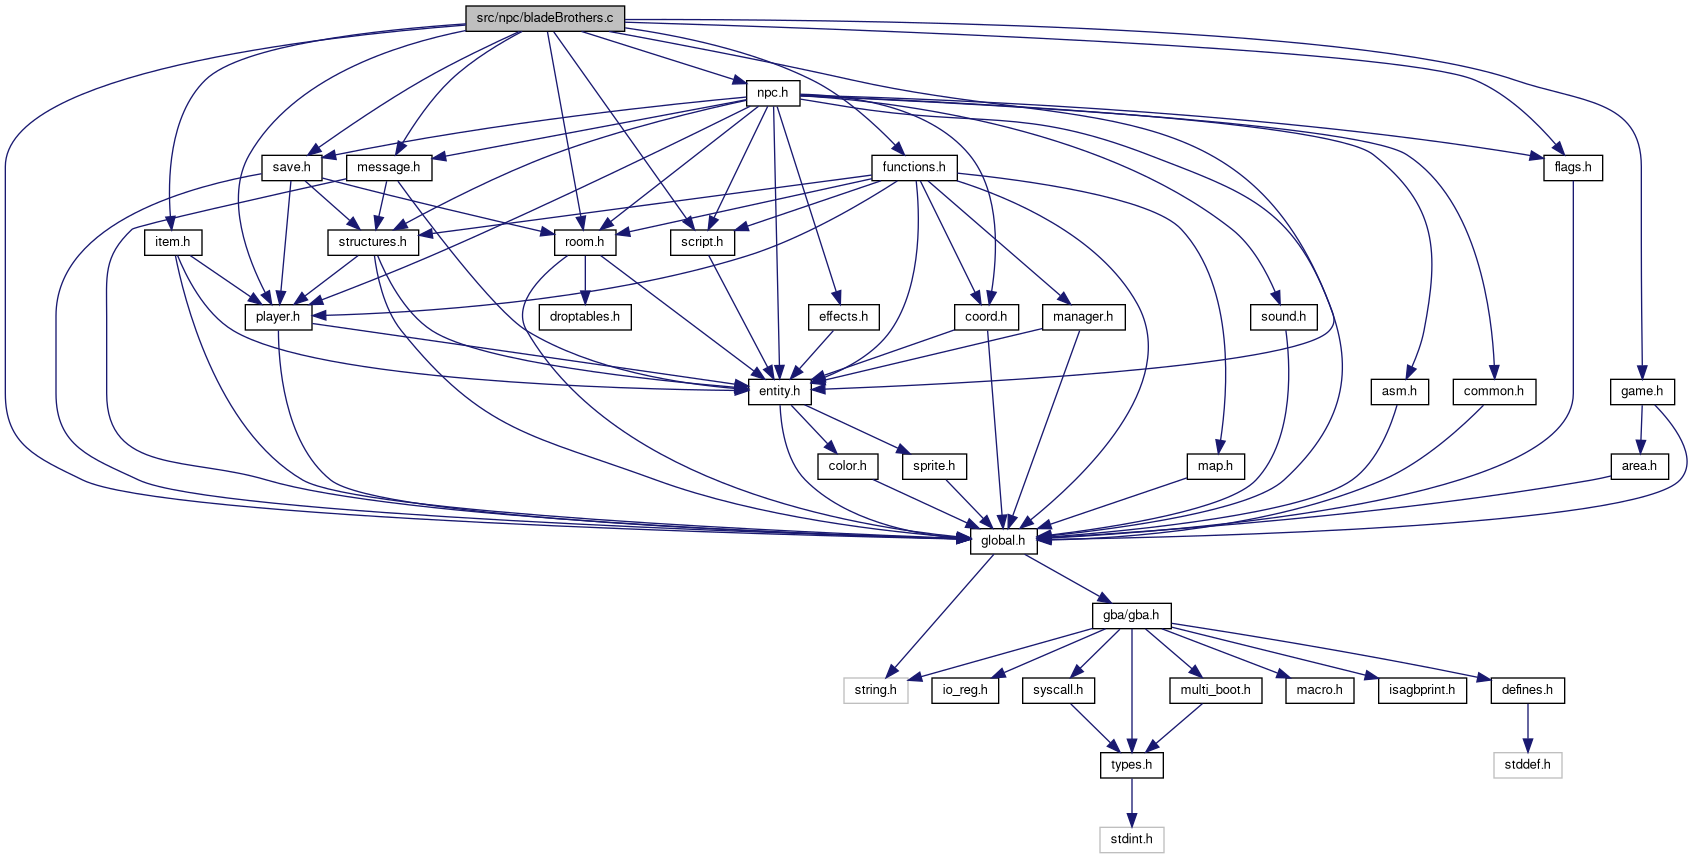 src/npc/bladeBrothers.c
npc.h
save.h
message.h
functions.h
flags.h
item.h
structures.h
room.h
script.h
player.h
droptables.h
effects.h
coord.h
manager.h
sound.h
entity.h
asm.h
common.h
game.h
color.h
sprite.h
map.h
area.h
global.h
gba/gba.h
string.h
io_reg.h
syscall.h
multi_boot.h
macro.h
isagbprint.h
defines.h
types.h
stddef.h
stdint.h